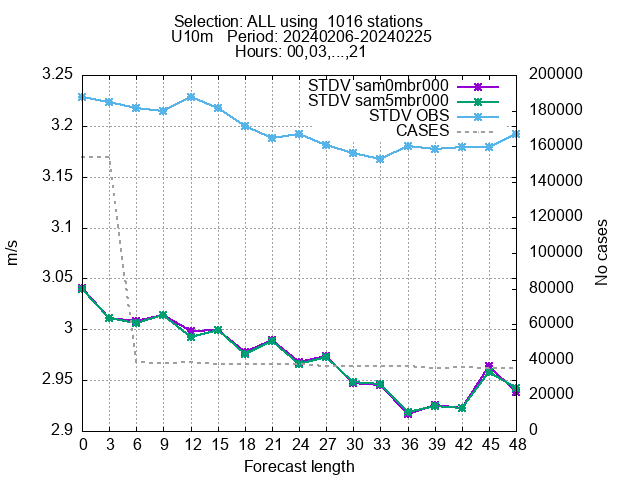 Selection: ALL using  1016 stations
U10m   Period: 20240206-20240225
Hours: 00,03,...,21
STDV sam0mbr000
STDV sam5mbr000
STDV OBS
CASES
3.25
3.2
3.15
3.1
3.05
3
2.95
2.9
200000
180000
160000
140000
120000
100000
80000
60000
40000
20000
0
m/s
No cases
0 3 6 9 12 15 18 21 24 27 30 33 36 39 42 45 48
Forecast length